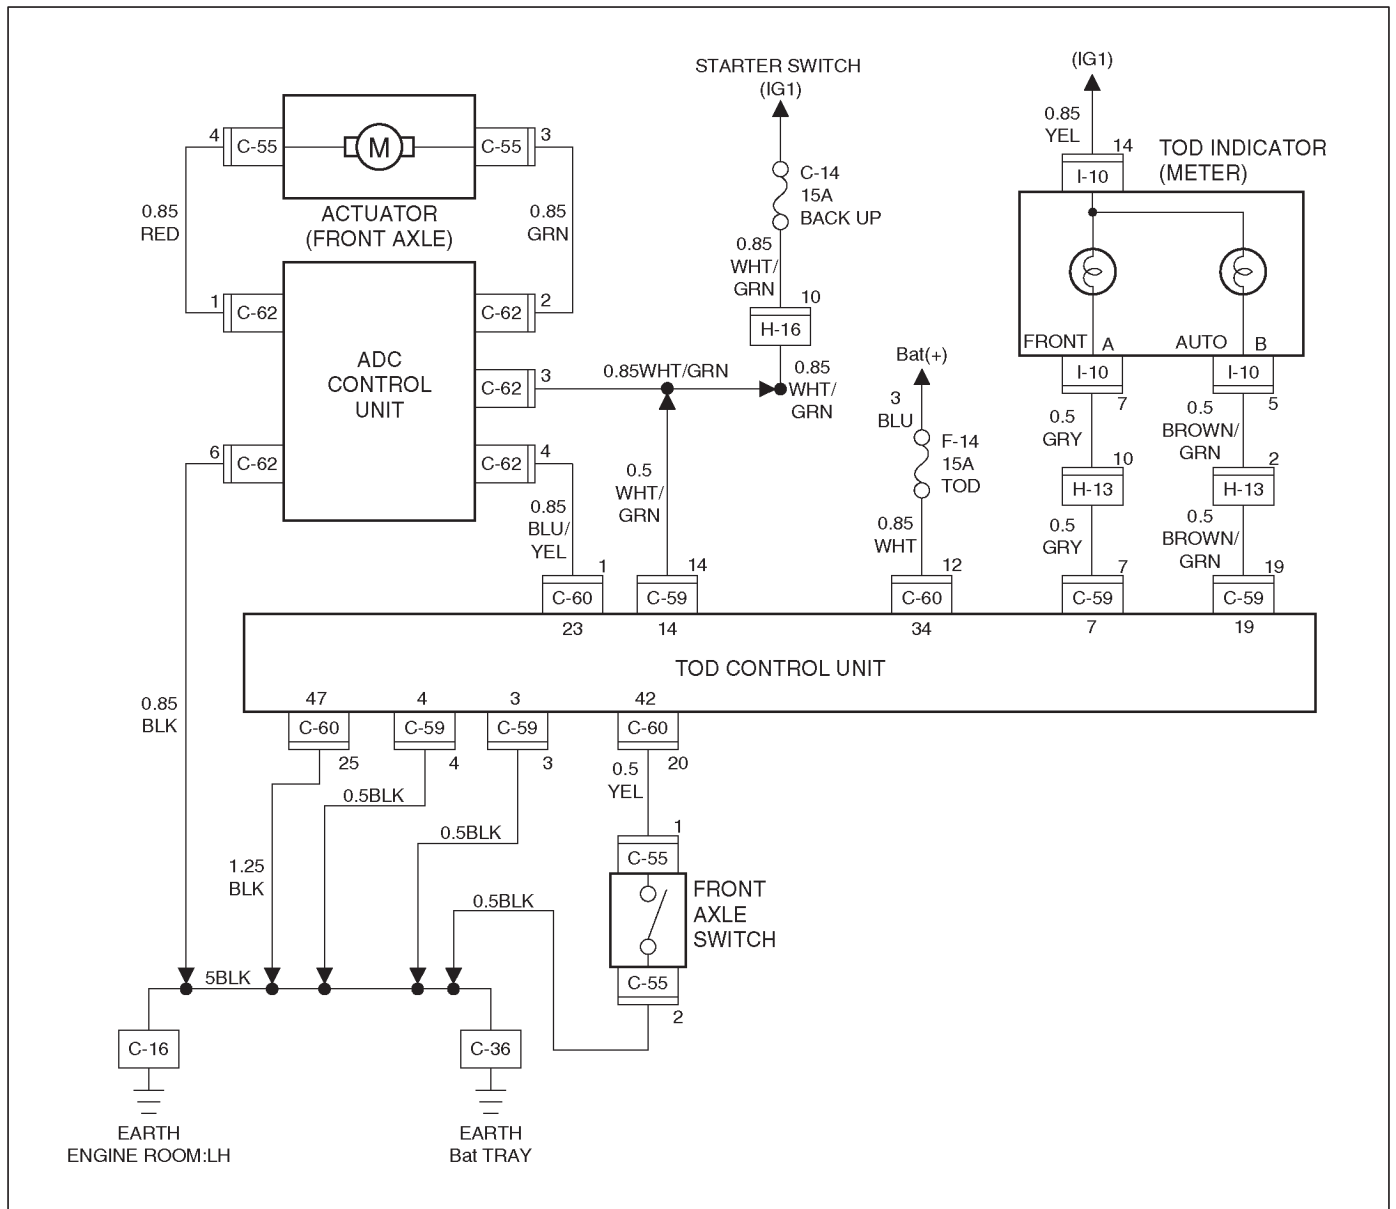 STARTER SWITCH
(IG1)
(IG1)
0.85
YEL
14
I-10
TOD INDICATOR
(METER)
4
C-55
M
C-55
3
ACTUATOR
(FRONT AXLE)
0.85
RED
0.85
GRN
C-14
15A
BACK UP
0.85
WHT/
GRN
10
H-16
0.85
WHT/
GRN
1
C-62
C-62
2
ADC
CONTROL
UNIT
C-62
3
0.85WHT/GRN
6
C-62
C-62
4
0.85
BLU/
YEL
0.5
WHT/
GRN
Bat(+)
3
BLU
F-14
15A
TOD
0.85
WHT
FRONT
A
AUTO
B
I-10
7
I-10
5
0.5
GRY
0.5
BROWN/
GRN
10
H-13
2
H-13
0.5
GRY
0.5
BROWN/
GRN
1
C-60
14
C-59
12
C-60
7
C-59
19
C-59
23
14
34
7
19
TOD CONTROL UNIT
47
4
3
42
C-60
C-59
C-59
C-60
25
4
3
20
0.85
BLK
0.5BLK
0.5BLK
0.5
YEL
1.25
BLK
1
C-55
0.5BLK
FRONT
AXLE
SWITCH
C-55
2
5BLK
C-16
C-36
EARTH
ENGINE ROOM:LH
EARTH
Bat TRAY